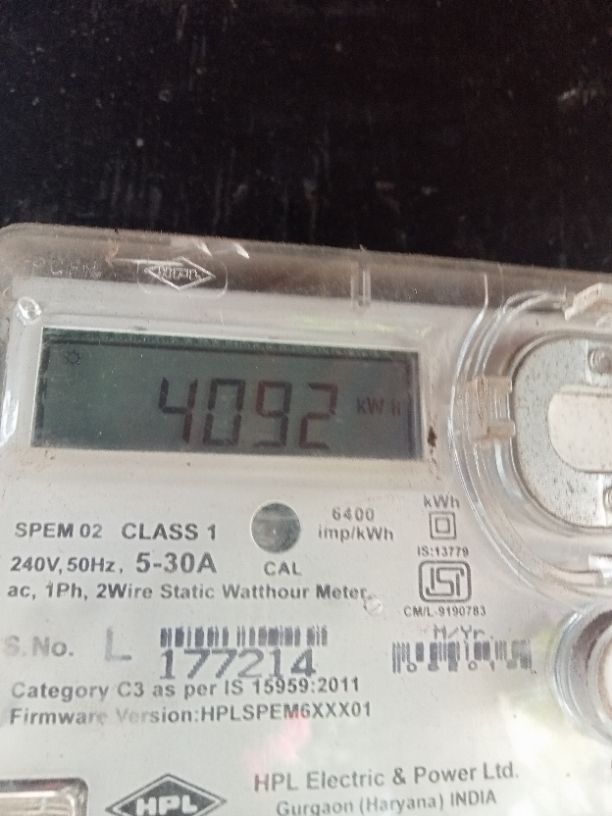 4092 kWh
SPEM 02 CLASS 1
240V, 50Hz, 5-30A
CAL
6400
imp/kWh
kWh
IS:13779
ISI
CM/L-9190783
ac, 1Ph, 2Wire Static Watthour Meter
S.No. L 177214
M/Yr.
Category C3 as per IS 15959:2011
Firmware Version:HPLSPEM6XXX01
HPL
HPL Electric & Power Ltd.
Gurgaon (Haryana) INDIA